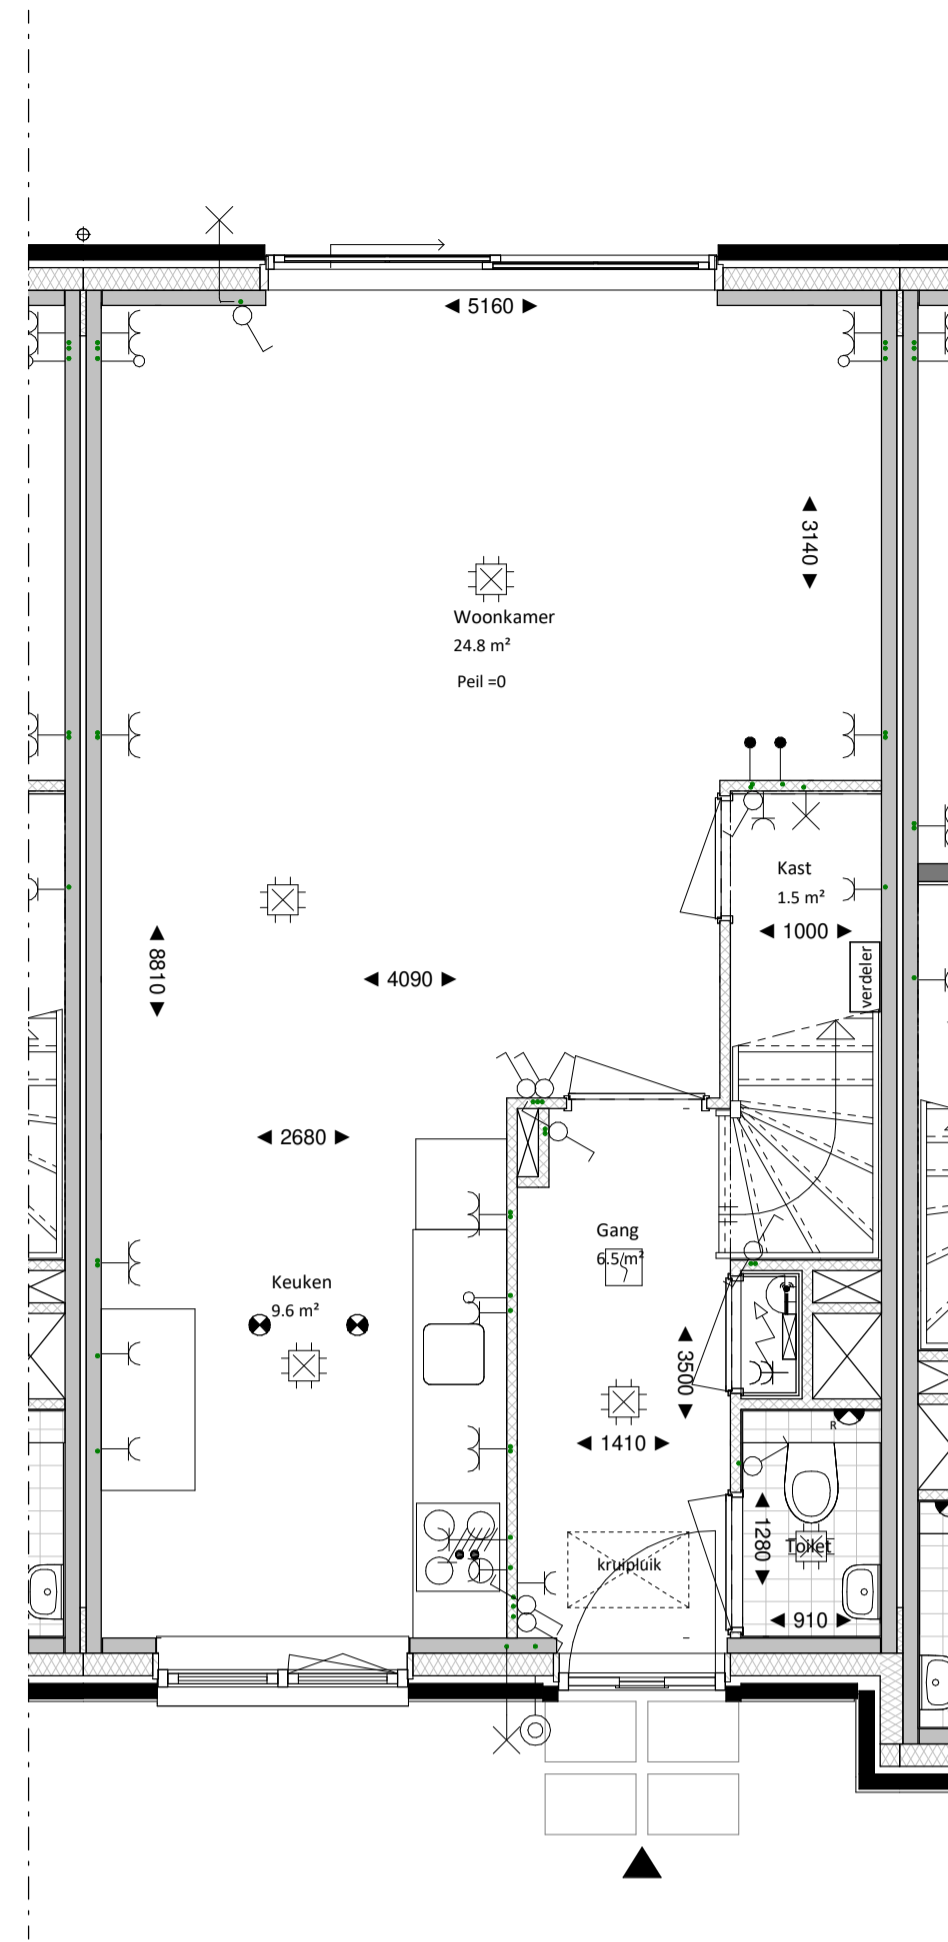 5160
3140
Woonkamer
24.8 m²
Peil =0
Kast
1.5 m²
1000
verdeler
8810
4090
2680
Gang
6.5 m²
Keuken
9.6 m²
3500
1410
R
1280
Toilet
kruipluik
910